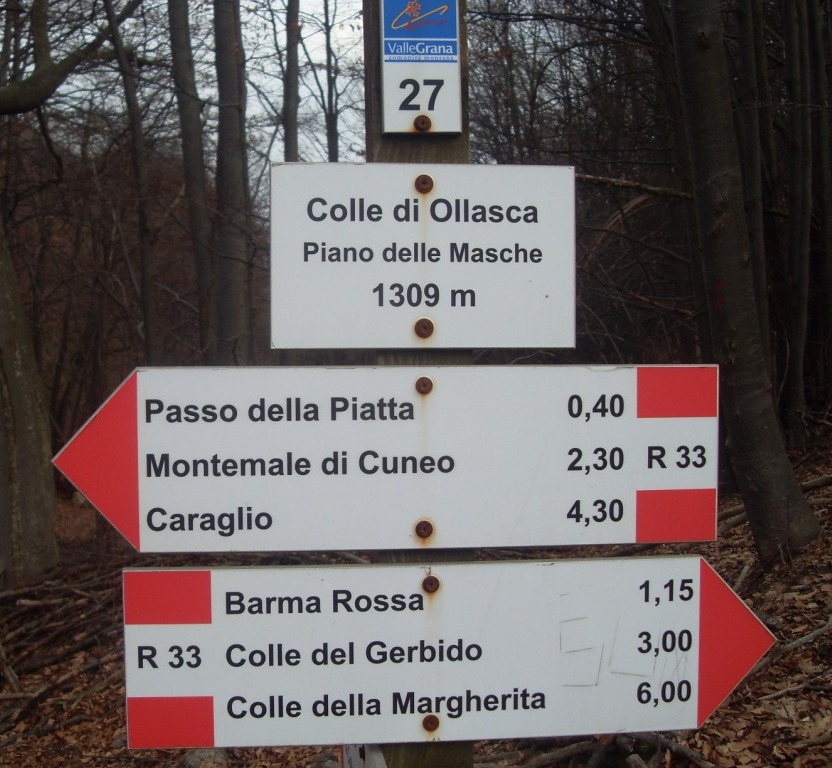 ValleGrana
comunità montana
27
Colle di Ollasca
Piano delle Masche
1309 m
Passo della Piatta 0,40
Montemale di Cuneo 2,30 R 33
Caraglio 4,30
Barma Rossa 1,15
R 33 Colle del Gerbido 3,00
Colle della Margherita 6,00